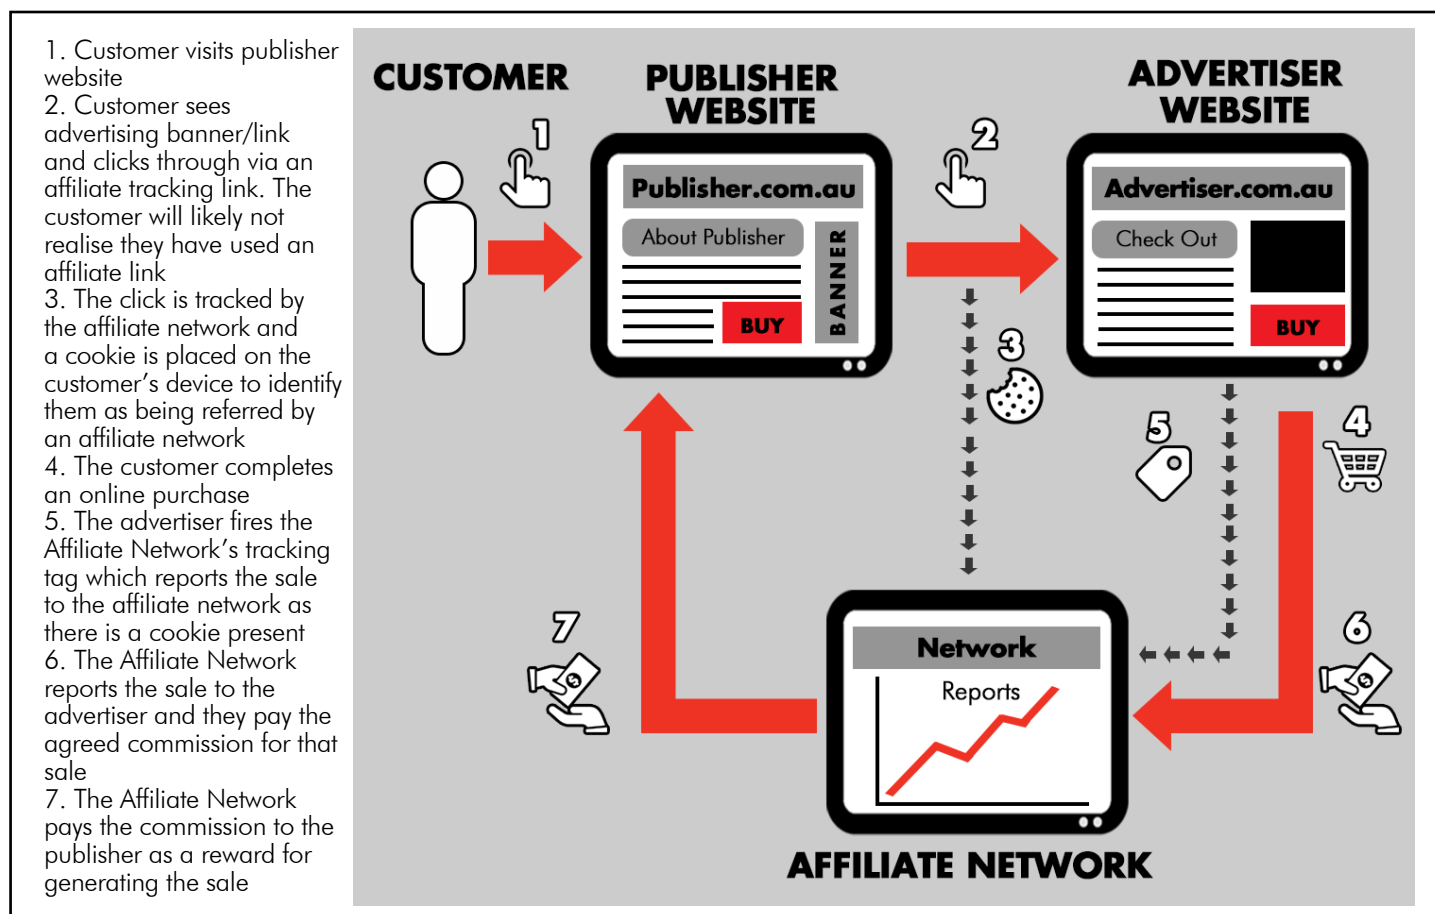 1. Customer visits publisher
website
2. Customer sees
advertising banner/link
and clicks through via an
affiliate tracking link. The
customer will likely not
realise they have used an
affiliate link
3. The click is tracked by
the affiliate network and
a cookie is placed on the
customer's device to identify
them as being referred by
an affiliate network
4. The customer completes
an online purchase
5. The advertiser fires the
Affiliate Network's tracking
tag which reports the sale
to the affiliate network as
there is a cookie present
6. The Affiliate Network
reports the sale to the
advertiser and they pay the
agreed commission for that
sale
7. The Affiliate Network
pays the commission to the
publisher as a reward for
generating the sale
CUSTOMER
PUBLISHER
WEBSITE
ADVERTISER
WEBSITE
1
2
Publisher.com.au
About Publisher
BANNER
BUY
Advertiser.com.au
Check Out
BUY
3
5
4
7
6
$
$
Network
Reports
AFFILIATE NETWORK